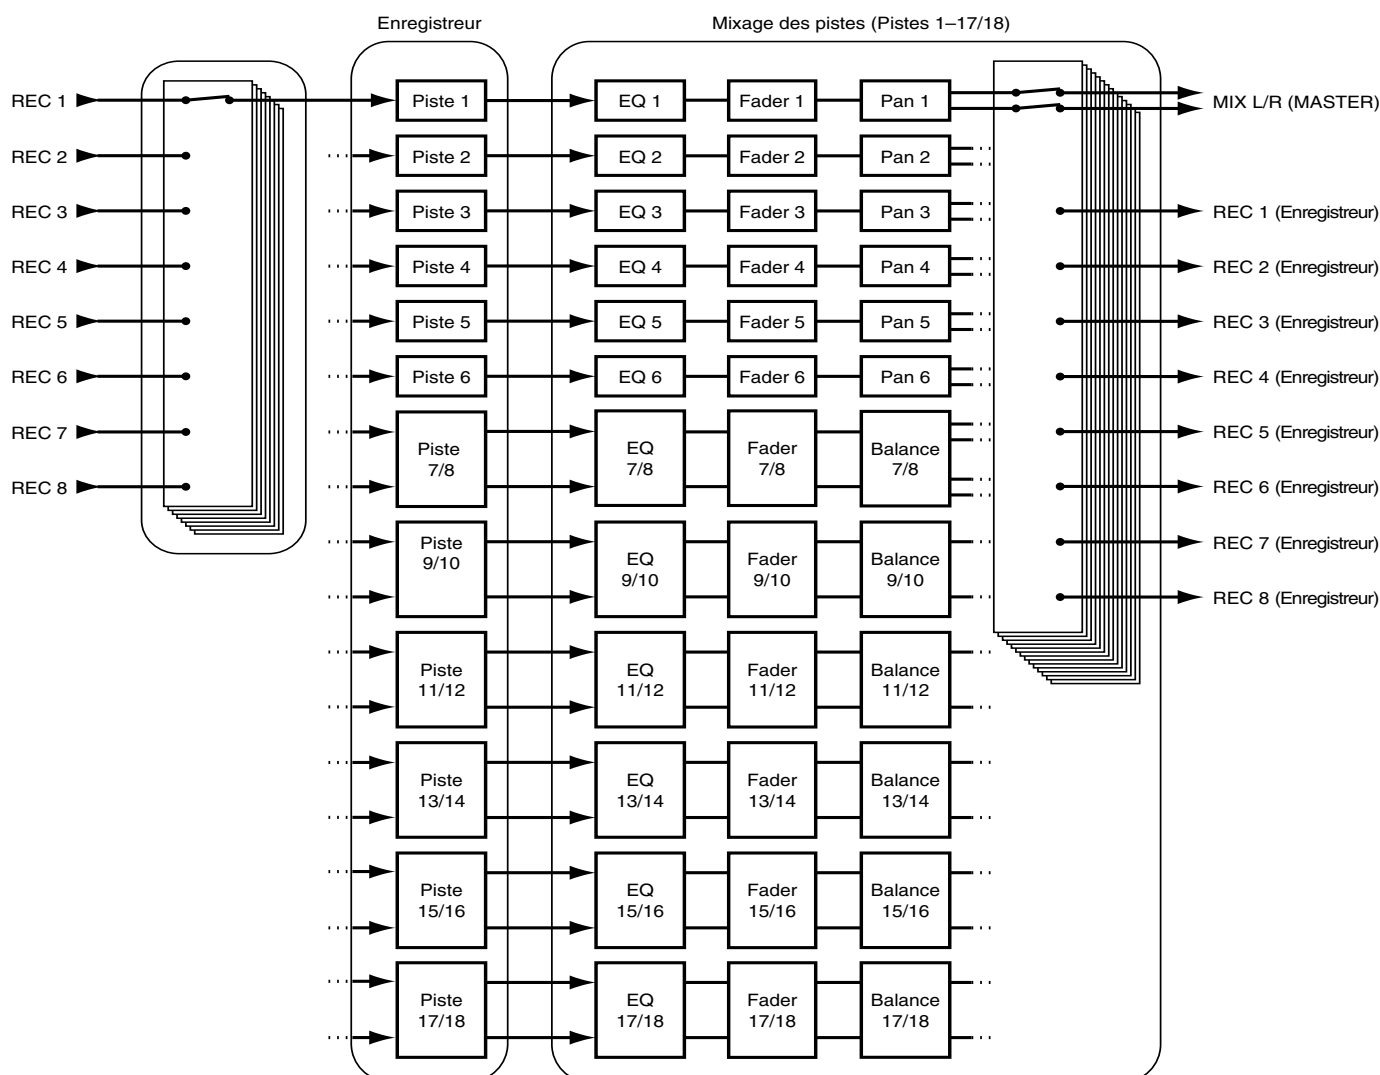 Enregistreur
Mixage des pistes (Pistes 1–17/18)
REC 1
Piste 1
EQ 1
Fader 1
Pan 1
MIX L/R (MASTER)
REC 2
Piste 2
EQ 2
Fader 2
Pan 2
REC 3
Piste 3
EQ 3
Fader 3
Pan 3
REC 1 (Enregistreur)
REC 4
Piste 4
EQ 4
Fader 4
Pan 4
REC 2 (Enregistreur)
REC 5
Piste 5
EQ 5
Fader 5
Pan 5
REC 3 (Enregistreur)
REC 6
Piste 6
EQ 6
Fader 6
Pan 6
REC 4 (Enregistreur)
REC 7
REC 8
Piste
7/8
EQ
7/8
Fader
7/8
Balance
7/8
REC 5 (Enregistreur)
REC 6 (Enregistreur)
Piste
9/10
EQ
9/10
Fader
9/10
Balance
9/10
REC 7 (Enregistreur)
REC 8 (Enregistreur)
Piste
11/12
EQ
11/12
Fader
11/12
Balance
11/12
Piste
13/14
EQ
13/14
Fader
13/14
Balance
13/14
Piste
15/16
EQ
15/16
Fader
15/16
Balance
15/16
Piste
17/18
EQ
17/18
Fader
17/18
Balance
17/18